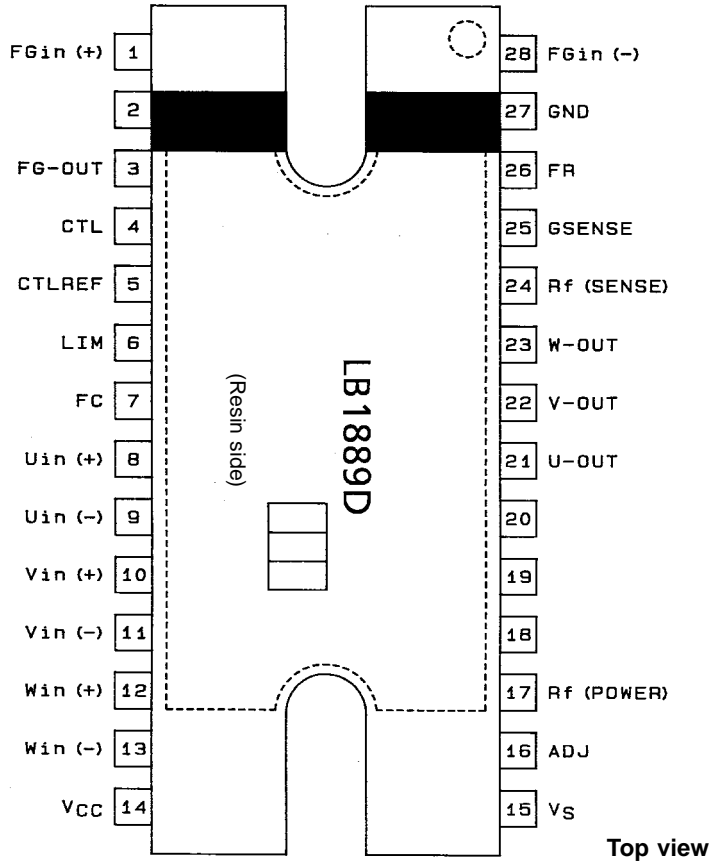 FGin (+) 1
2
FG-OUT 3
CTL 4
CTLREF 5
LIM 6
FC 7
Uin (+) 8
Uin (-) 9
Vin (+) 10
Vin (-) 11
Win (+) 12
Win (-) 13
VCC 14
28 FGin (-)
27 GND
26 FR
25 GSENSE
24 Rf (SENSE)
23 W-OUT
22 V-OUT
21 U-OUT
20
19
18
17 Rf (POWER)
16 ADJ
15 VS
LB1889D
(Resin side)
Top view